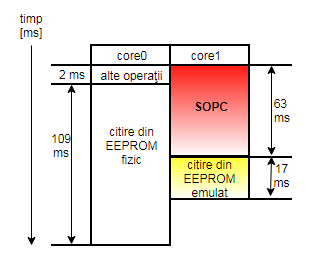 timp
[ms]
core0
core1
2 ms
alte operații
SOPC
63
ms
109
ms
citire din
EEPROM
fizic
citire din
EEPROM
emulat
17
ms